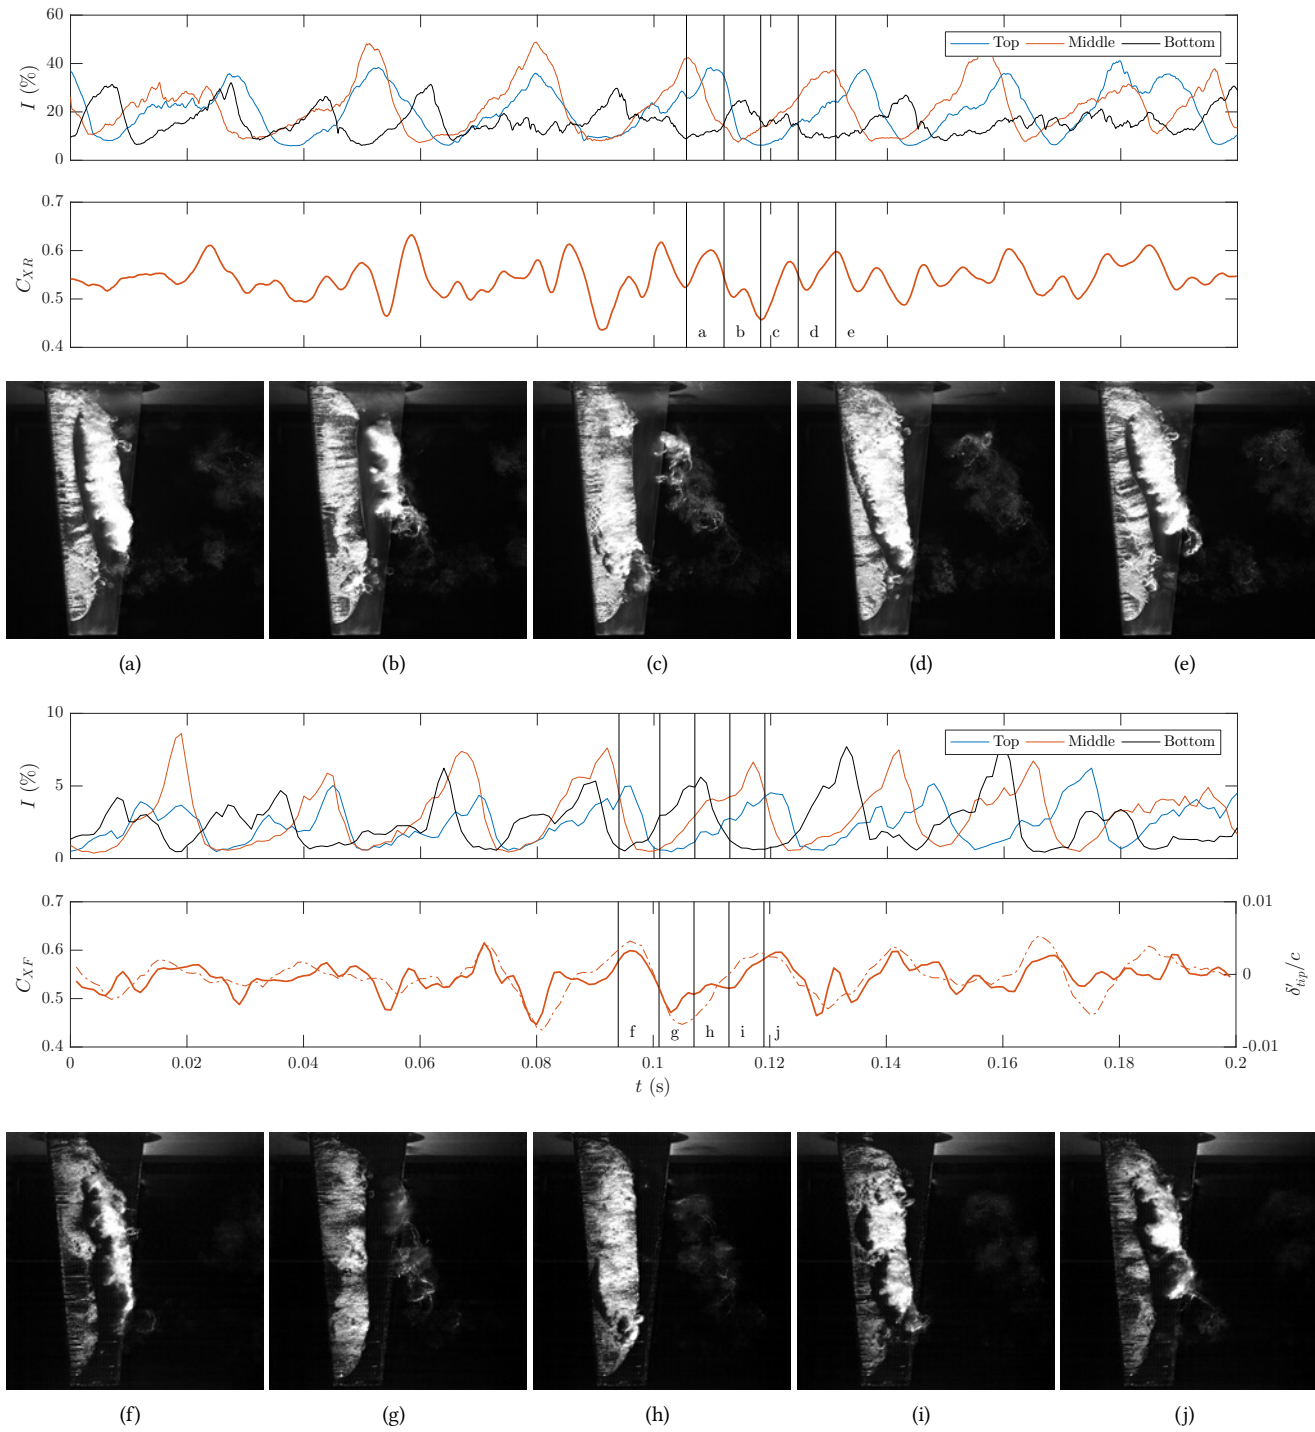 60
40
20
0
I (%)
Top Middle Bottom
0.7
0.6
0.5
0.4
C_XR
a b c d e
(a) (b) (c) (d) (e)
10
5
0
I (%)
Top Middle Bottom
0.7
0.6
0.5
0.4
C_XF
0.01
0
-0.01
δ′_tip/c
f g h i j
0 0.02 0.04 0.06 0.08 0.1 0.12 0.14 0.16 0.18 0.2
t (s)
(f) (g) (h) (i) (j)